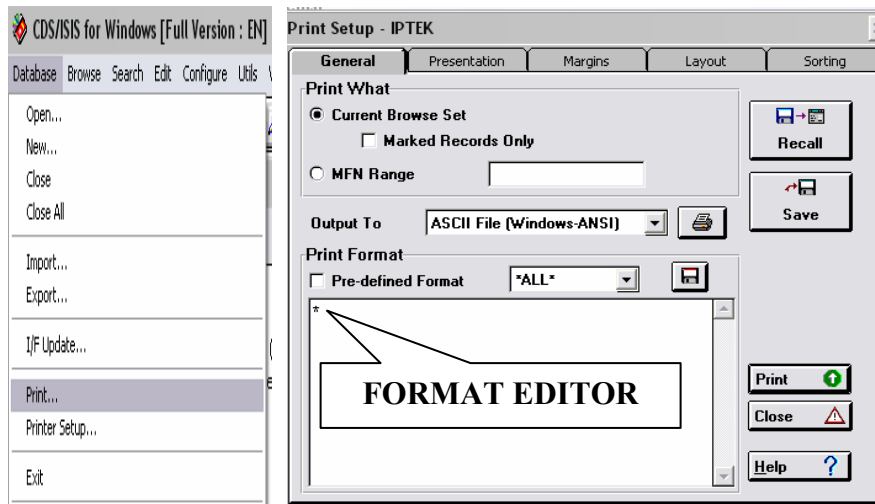 CDS/ISIS for Windows [Full Version : EN]
Database Browse Search Edit Configure Utils
Open...
New...
Close
Close All
Import...
Export...
I/F Update...
Print...
Printer Setup...
Exit
Print Setup - IPTEK
General Presentation Margins Layout Sorting
Print What
Current Browse Set
Marked Records Only
MFN Range
Recall
Save
Output To ASCII File (Windows-ANSI)
Print Format
Pre-defined Format *ALL*
*
FORMAT EDITOR
Print
Close
Help ?